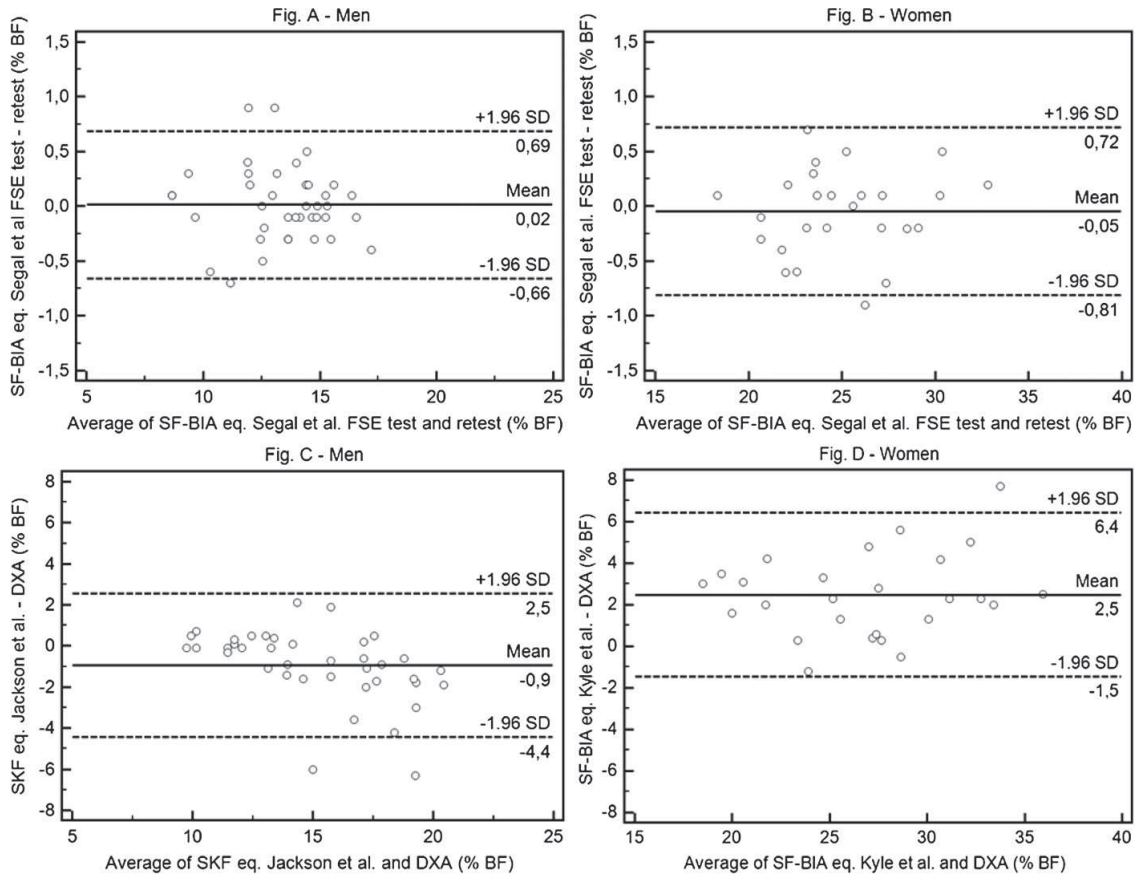 Fig. A - Men
SF-BIA eq. Segal et al FSE test - retest (% BF)
1,5
1,0
0,5
0,0
-0,5
-1,0
-1,5
+1.96 SD
0,69
Mean
0,02
-1.96 SD
-0,66
5
10
15
20
25
Average of SF-BIA eq. Segal et al. FSE test and retest (% BF)
Fig. B - Women
SF-BIA eq. Segal et al. FSE test - retest (% BF)
1,5
1,0
0,5
0,0
-0,5
-1,0
-1,5
+1.96 SD
0,72
Mean
-0,05
-1.96 SD
-0,81
15
20
25
30
35
40
Average of SF-BIA eq. Segal et al. FSE test and retest (% BF)
Fig. C - Men
SKF eq. Jackson et al. - DXA (% BF)
8
6
4
2
0
-2
-4
-6
-8
+1.96 SD
2,5
Mean
-0,9
-1.96 SD
-4,4
5
10
15
20
25
Average of SKF eq. Jackson et al. and DXA (% BF)
Fig. D - Women
SF-BIA eq. Kyle et al. - DXA (% BF)
8
6
4
2
0
-2
-4
-6
-8
+1.96 SD
6,4
Mean
2,5
-1.96 SD
-1,5
15
20
25
30
35
40
Average of SF-BIA eq. Kyle et al. and DXA (% BF)